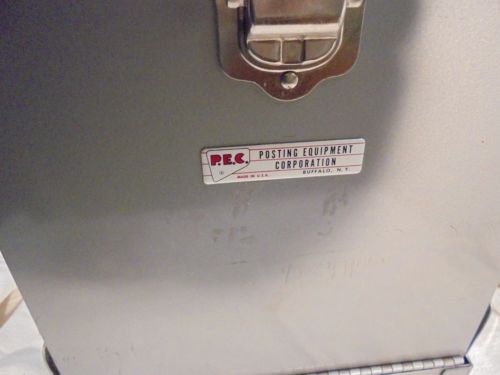 P.E.C.
POSTING EQUIPMENT
CORPORATION
MADE IN U.S.A.
BUFFALO, N.Y.